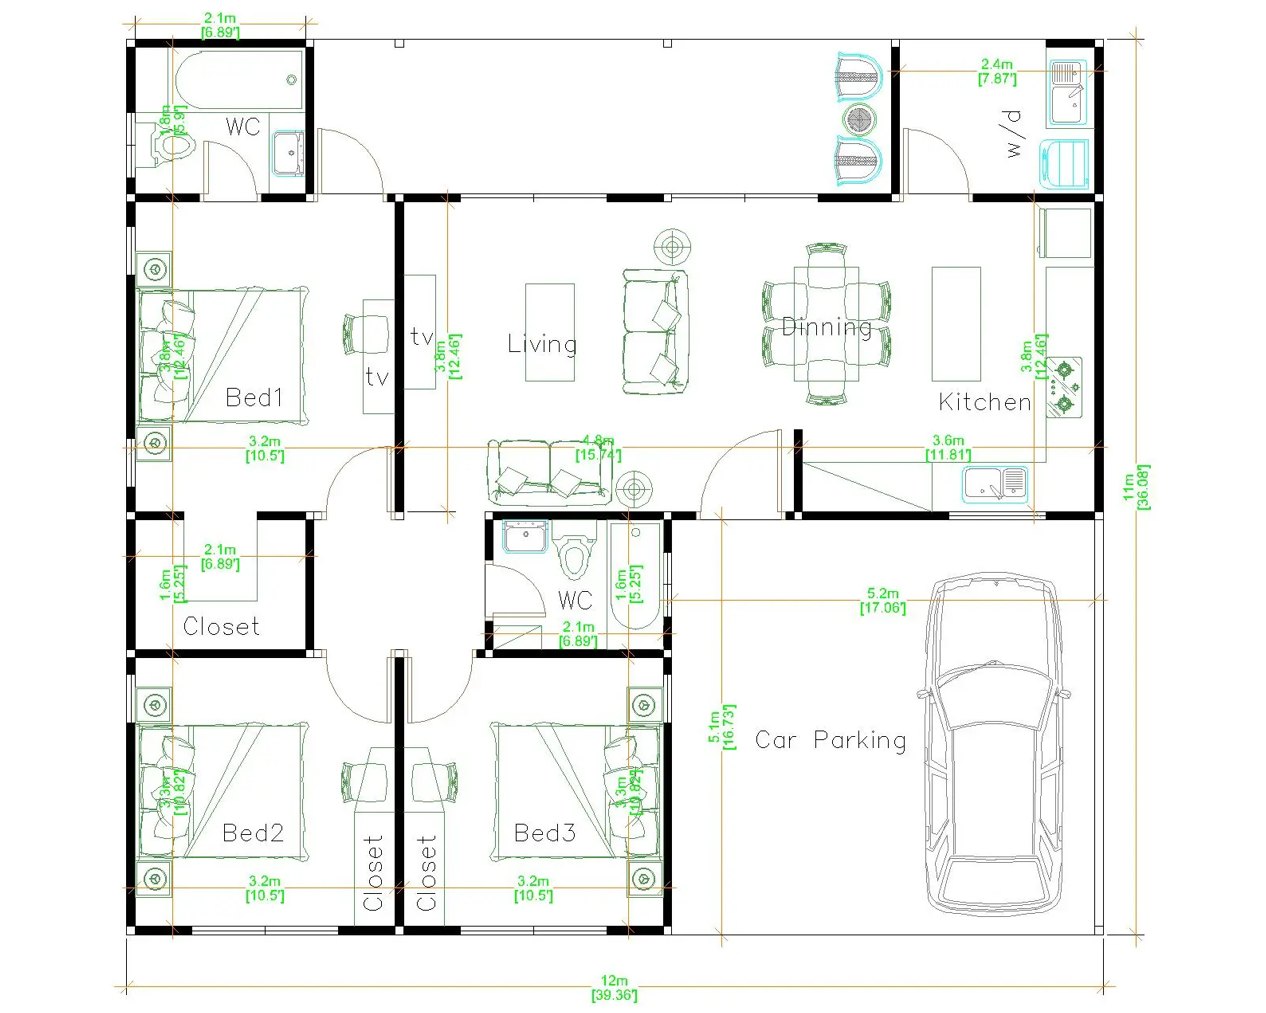 2.1m
[6.89']
2.4m
[7.87']
1.8m
[5.9']
WC
w/d
tv
tv
Living
Dinning
3.8m
[12.46']
3.8m
[12.46']
3.8m
[12.46']
Bed1
Kitchen
3.2m
[10.5']
4.8m
[15.74']
3.6m
[11.81']
11m
[36.08']
2.1m
[6.89']
1.6m
[5.25']
Closet
1.6m
[5.25']
WC
2.1m
[6.89']
5.2m
[17.06']
5.1m
[16.73']
Car Parking
3.3m
[10.82']
Bed2
Closet
Closet
Bed3
3.3m
[10.82']
3.2m
[10.5']
3.2m
[10.5']
12m
[39.36']